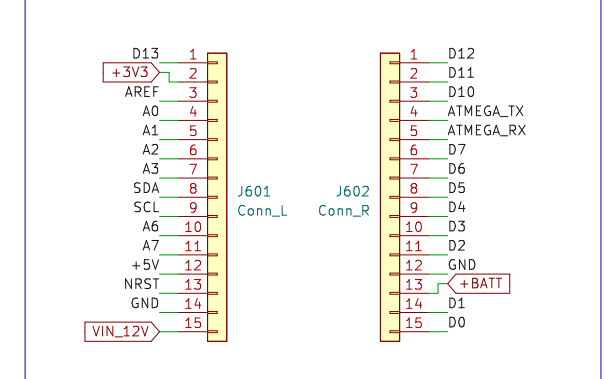 D13 1
+3V3 2
AREF 3
A0 4
A1 5
A2 6
A3 7
SDA 8
SCL 9
A6 10
A7 11
+5V 12
NRST 13
GND 14
VIN_12V 15
J601
Conn_L
1 D12
2 D11
3 D10
4 ATMEGA_TX
5 ATMEGA_RX
6 D7
7 D6
8 D5
9 D4
10 D3
11 D2
12 GND
13 +BATT
14 D1
15 D0
J602
Conn_R